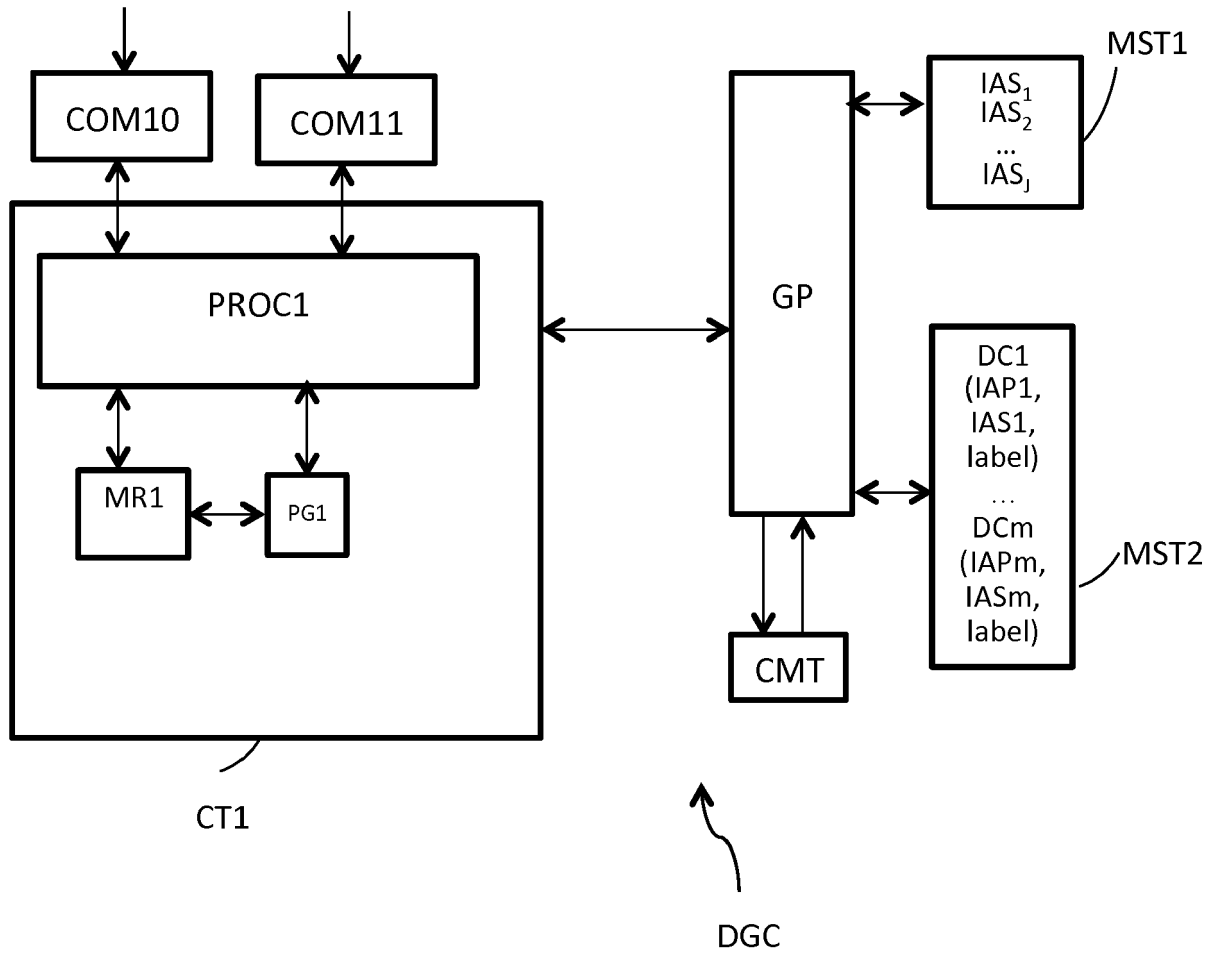 COM10
COM11
MST1
IAS1
IAS2
...
IASJ
PROC1
GP
DC1
(IAP1,
IAS1,
label)
...
DCm
(IAPm,
IASm,
label)
MR1
PG1
MST2
CMT
CT1
DGC